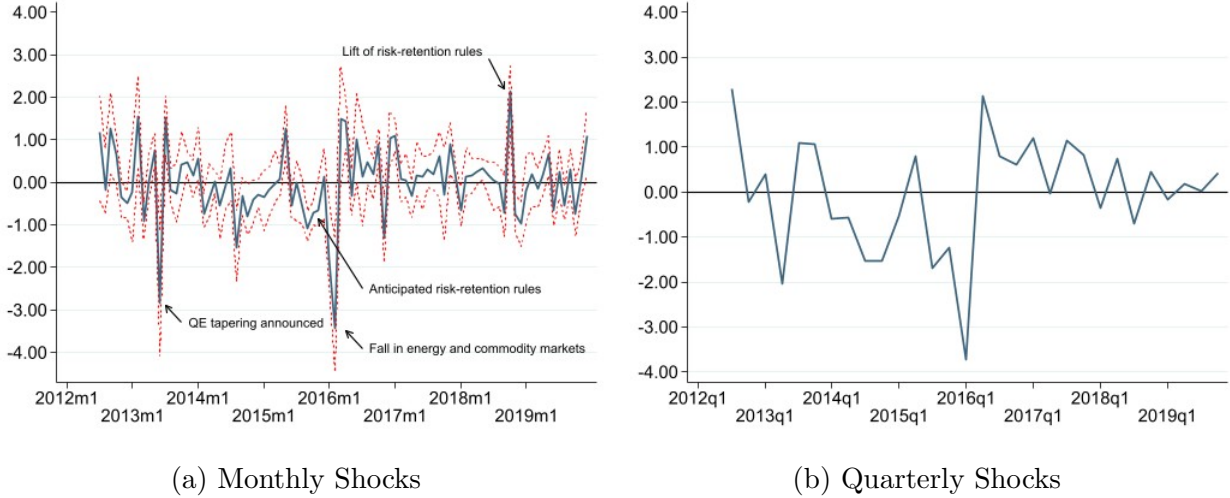 4.00
3.00
2.00
1.00
0.00
-1.00
-2.00
-3.00
-4.00
Lift of risk-retention rules
Anticipated risk-retention rules
QE tapering announced
Fall in energy and commodity markets
2012m1 2014m1 2016m1 2018m1
2013m1 2015m1 2017m1 2019m1
(a) Monthly Shocks
4.00
3.00
2.00
1.00
0.00
-1.00
-2.00
-3.00
-4.00
2012q1 2014q1 2016q1 2018q1
2013q1 2015q1 2017q1 2019q1
(b) Quarterly Shocks